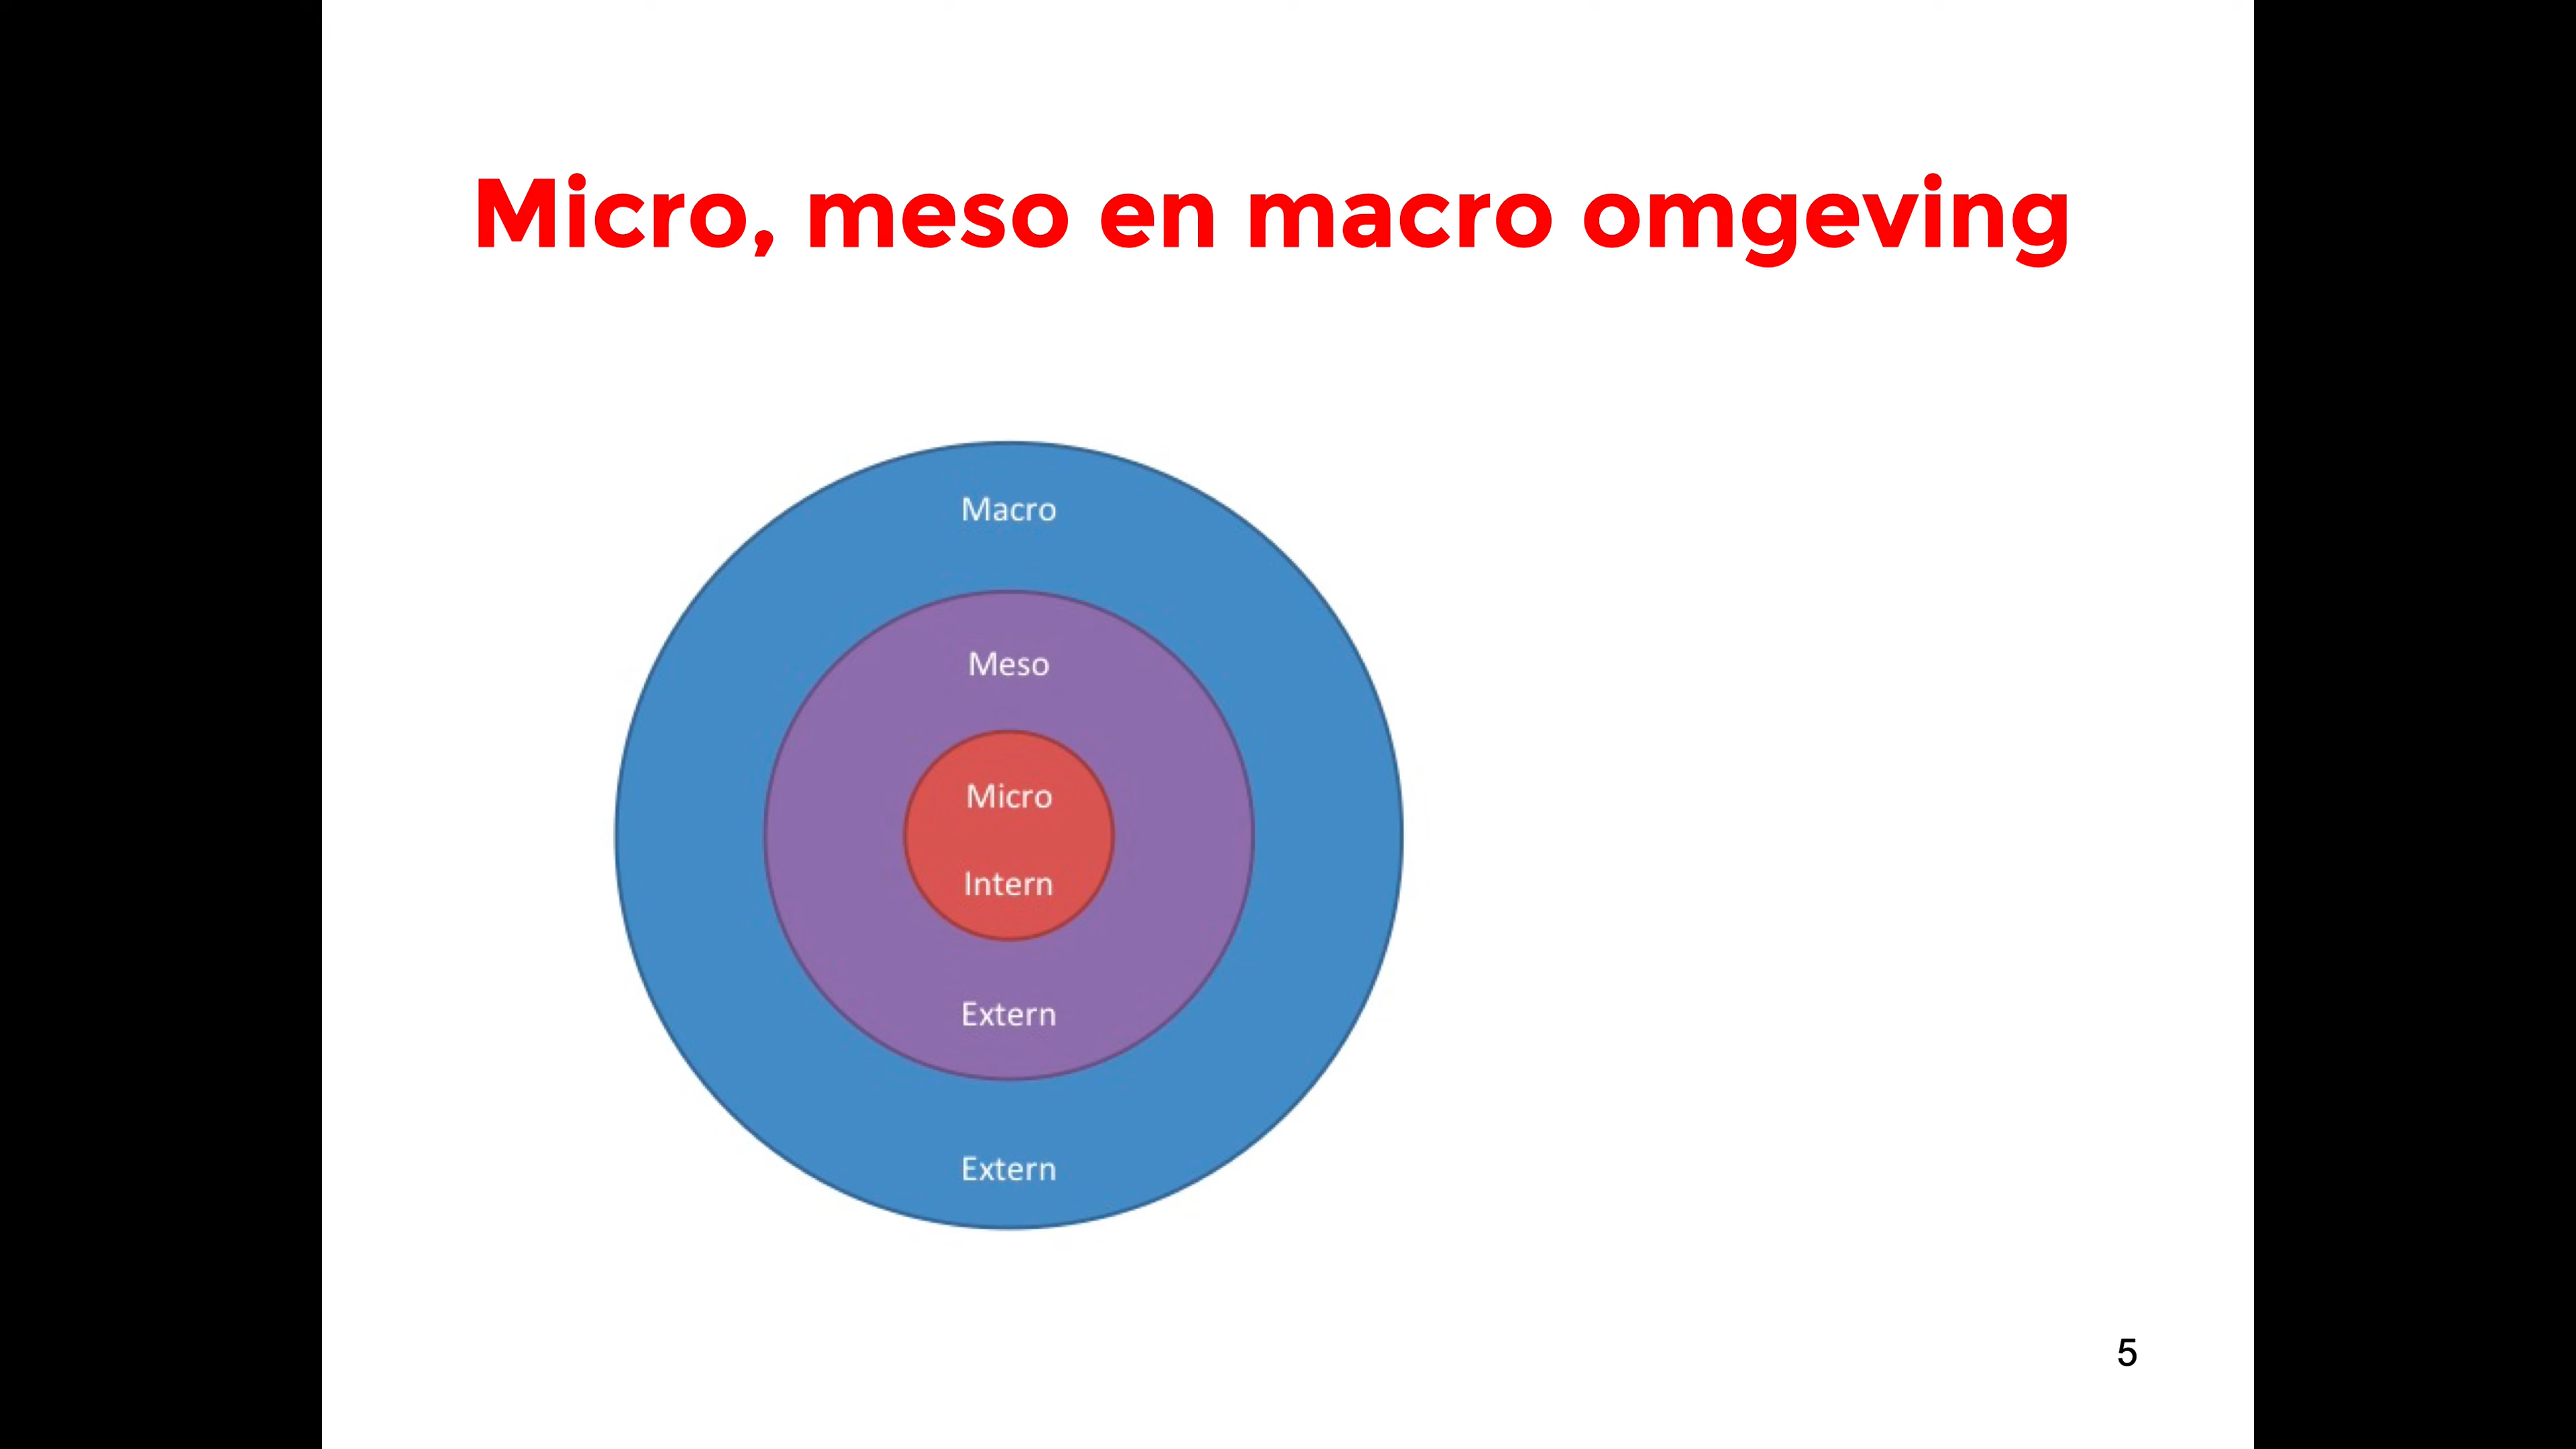 Micro, meso en macro omgeving
Macro
Meso
Micro
Intern
Extern
Extern
5